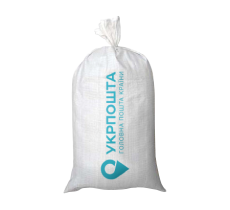 УКРПОШТА
ГОЛОВНА ПОШТА КРАЇНИ